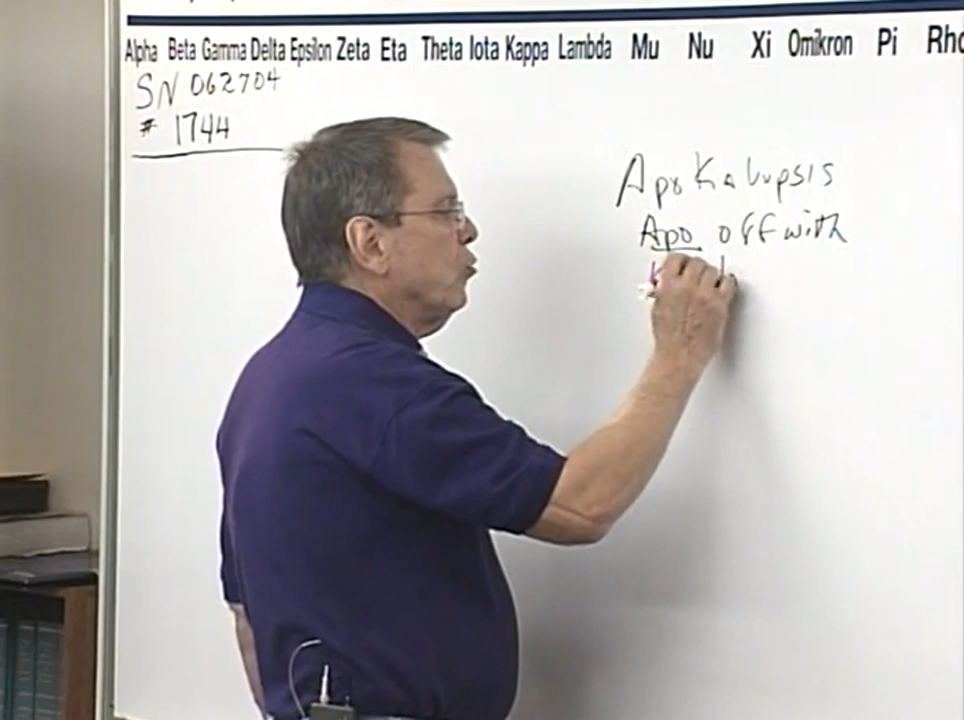 Alpha Beta Gamma Delta Epsilon Zeta Eta Theta Iota Kappa Lambda Mu Nu Xi Omikron Pi Rho
SN 062704
# 1744
ApoKalupsis
Apo off with